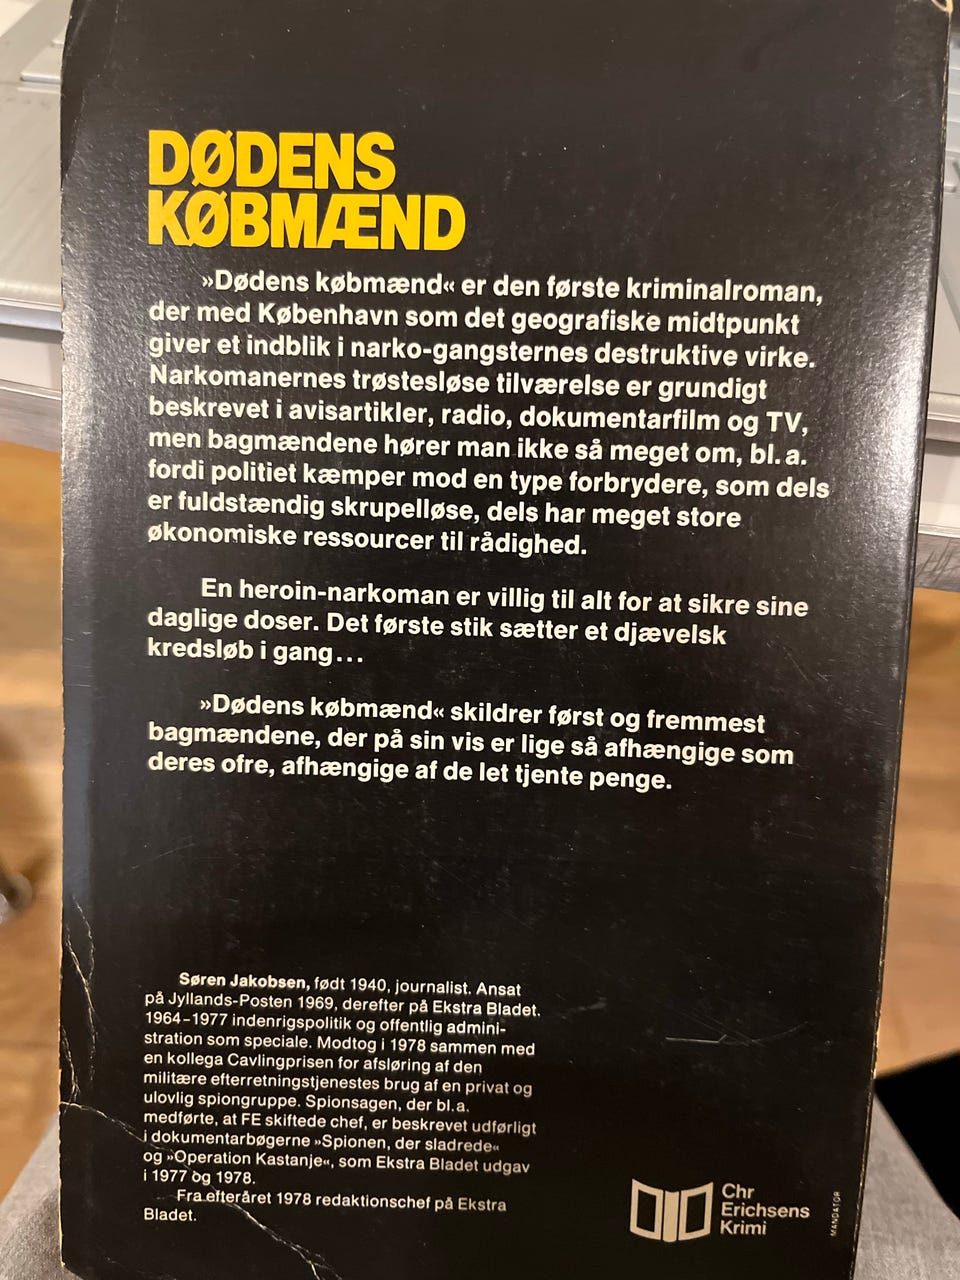 DØDENS
KØBMÆND
»Dødens købmænd« er den første kriminalroman,
der med København som det geografiske midtpunkt
giver et indblik i narko-gangsternes destruktive virke.
Narkomanernes trøstesløse tilværelse er grundigt
beskrevet i avisartikler, radio, dokumentarfilm og TV,
men bagmændene hører man ikke så meget om, bl.a.
fordi politiet kæmper mod en type forbrydere, som dels
er fuldstændig skrupelløse, dels har meget store
økonomiske ressourcer til rådighed.
En heroin-narkoman er villig til alt for at sikre sine
daglige doser. Det første stik sætter et djævelsk
kredsløb i gang...
»Dødens købmænd« skildrer først og fremmest
bagmændene, der på sin vis er lige så afhængige som
deres ofre, afhængige af de let tjente penge.
Søren Jakobsen, født 1940, journalist. Ansat
på Jyllands-Posten 1969, derefter på Ekstra Bladet.
1964-1977 indenrigspolitik og offentlig admini-
stration som speciale. Modtog i 1978 sammen med
en kollega Cavlingprisen for afsløring af den
militære efterretningstjenestes brug af en privat og
ulovlig spiongruppe. Spionsagen, der bl.a.
medførte, at FE skiftede chef, er beskrevet udførligt
i dokumentarbøgerne »Spionen, der sladrede«
og »Operation Kastanje«, som Ekstra Bladet udgav
i 1977 og 1978.
Fra efteråret 1978 redaktionschef på Ekstra
Bladet.
Chr
Erichsens
Krimi
MANDATOR